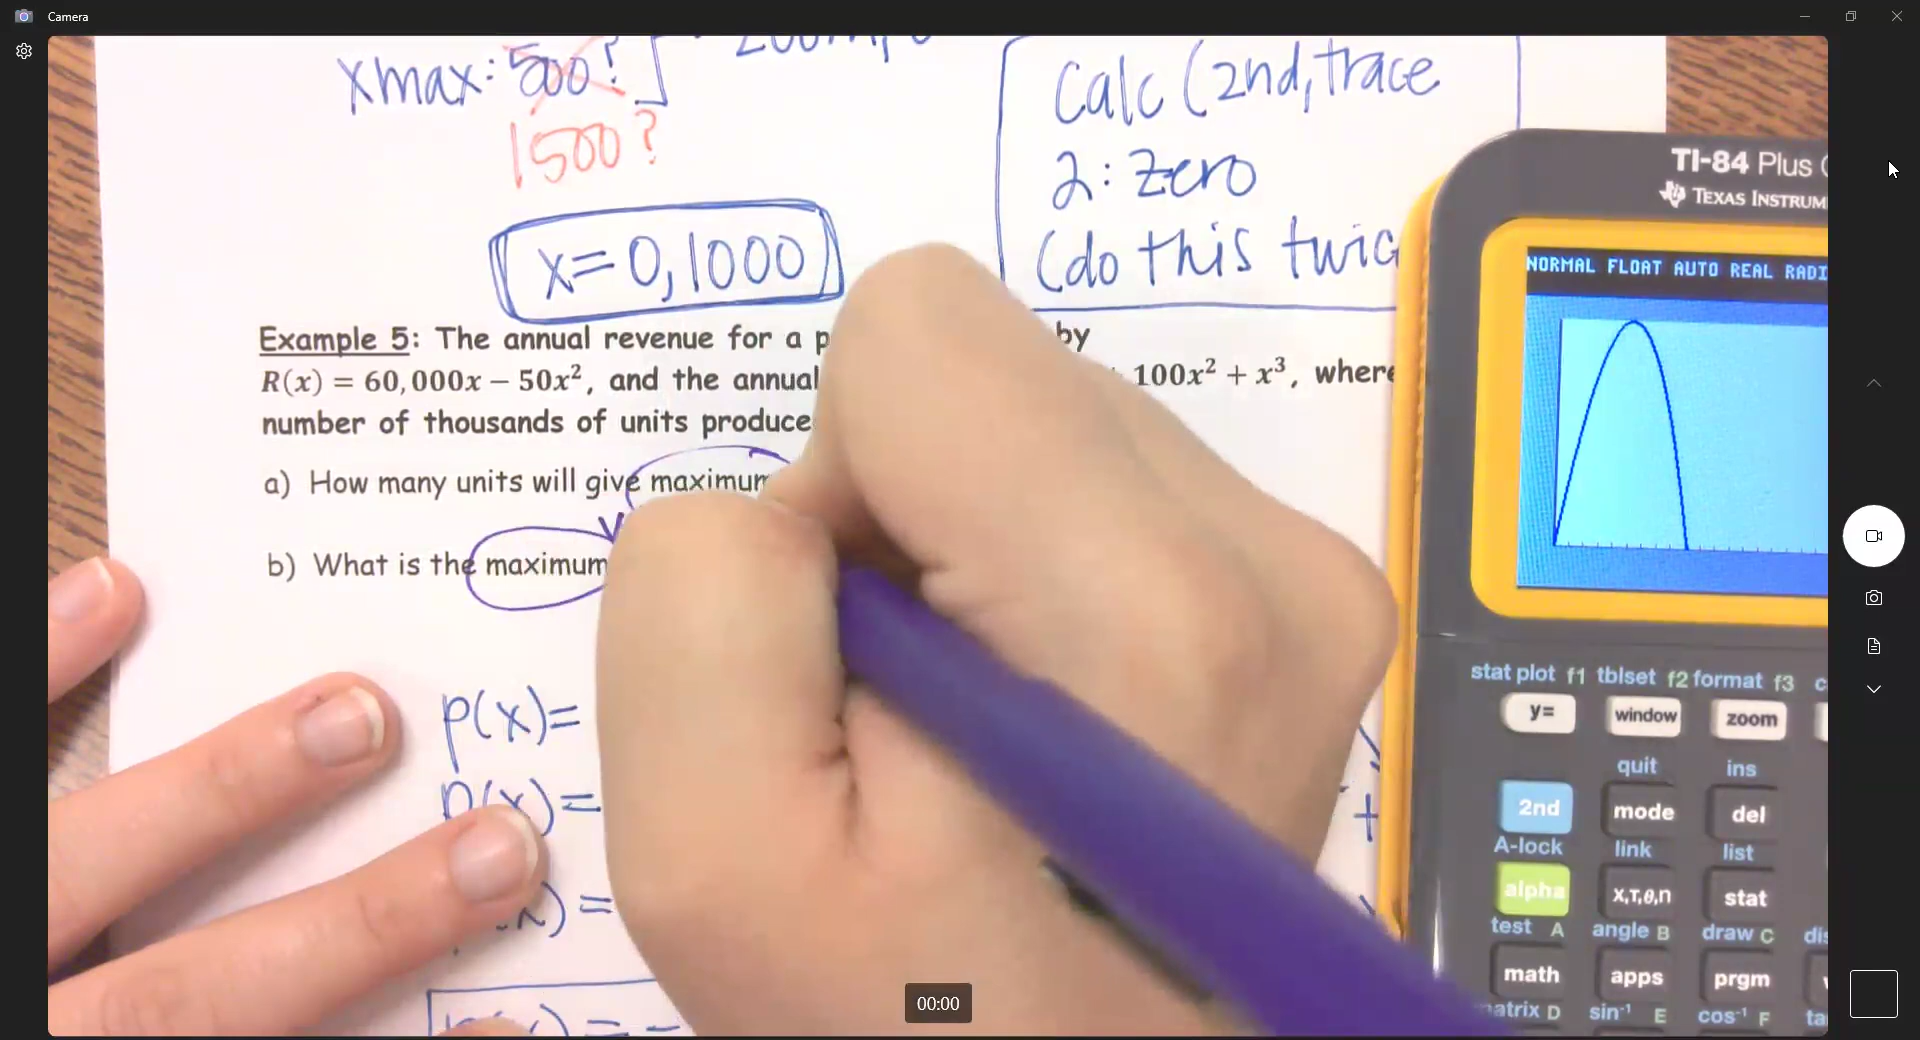 Camera
xmax: 500?
1500?
x=0,1000
Calc (2nd, trace
2: Zero
(do this twic
Example 5: The annual revenue for a p by
R(x) = 60,000x − 50x², and the annual 100x² + x³, where
number of thousands of units produce
a) How many units will give maximum
b) What is the maximum
p(x)=
p(x)=
=
TI-84 Plus C
TEXAS INSTRUM
NORMAL FLOAT AUTO REAL RADI
stat plot f1 tblset f2 format f3 c
y= window zoom
quit ins
2nd mode del
A-lock link list
alpha X,T,θ,n stat
test A angle B draw C dis
math apps prgm
matrix D sin⁻¹ E cos⁻¹ F ta
00:00